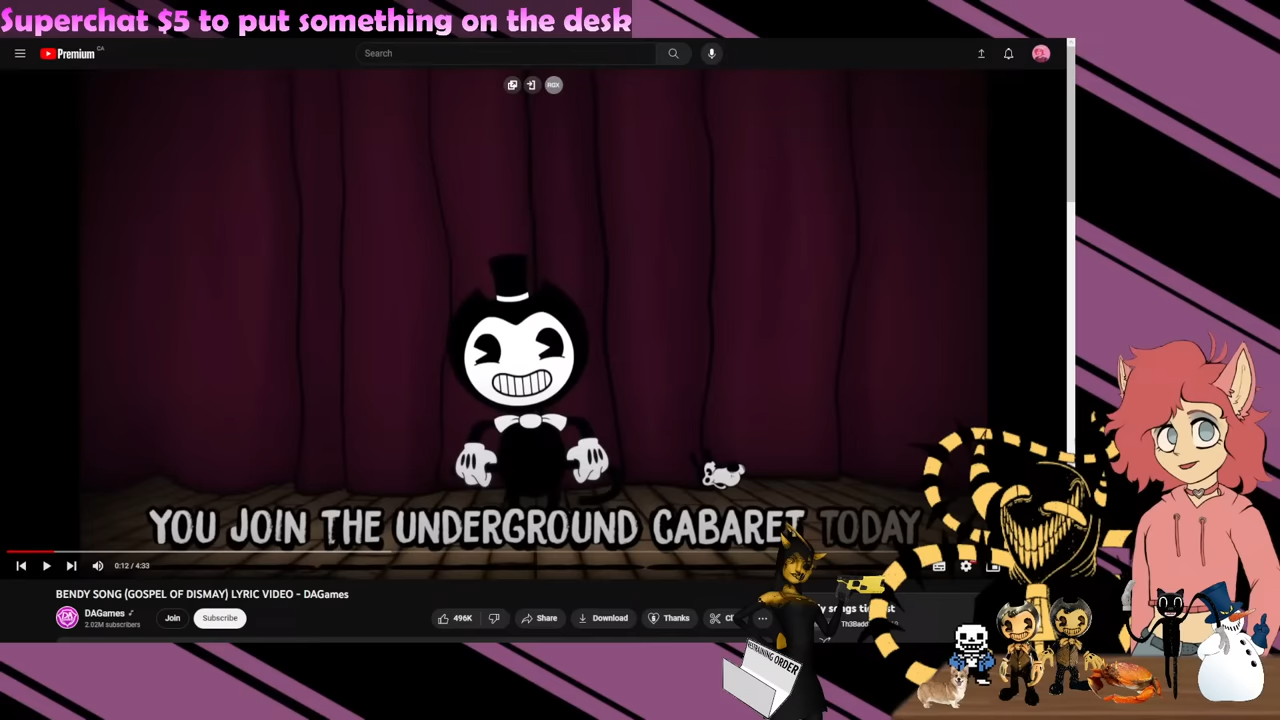 Superchat $5 to put something on the desk
Premium
CA
Search
RGX
YOU JOIN THE UNDERGROUND CABARET TODAY
0:12 / 4:33
BENDY SONG (GOSPEL OF DISMAY) LYRIC VIDEO - DAGames
DAGames
2.02M subscribers
Join
Subscribe
496K
Share
Download
Thanks
RESTRAINING ORDER